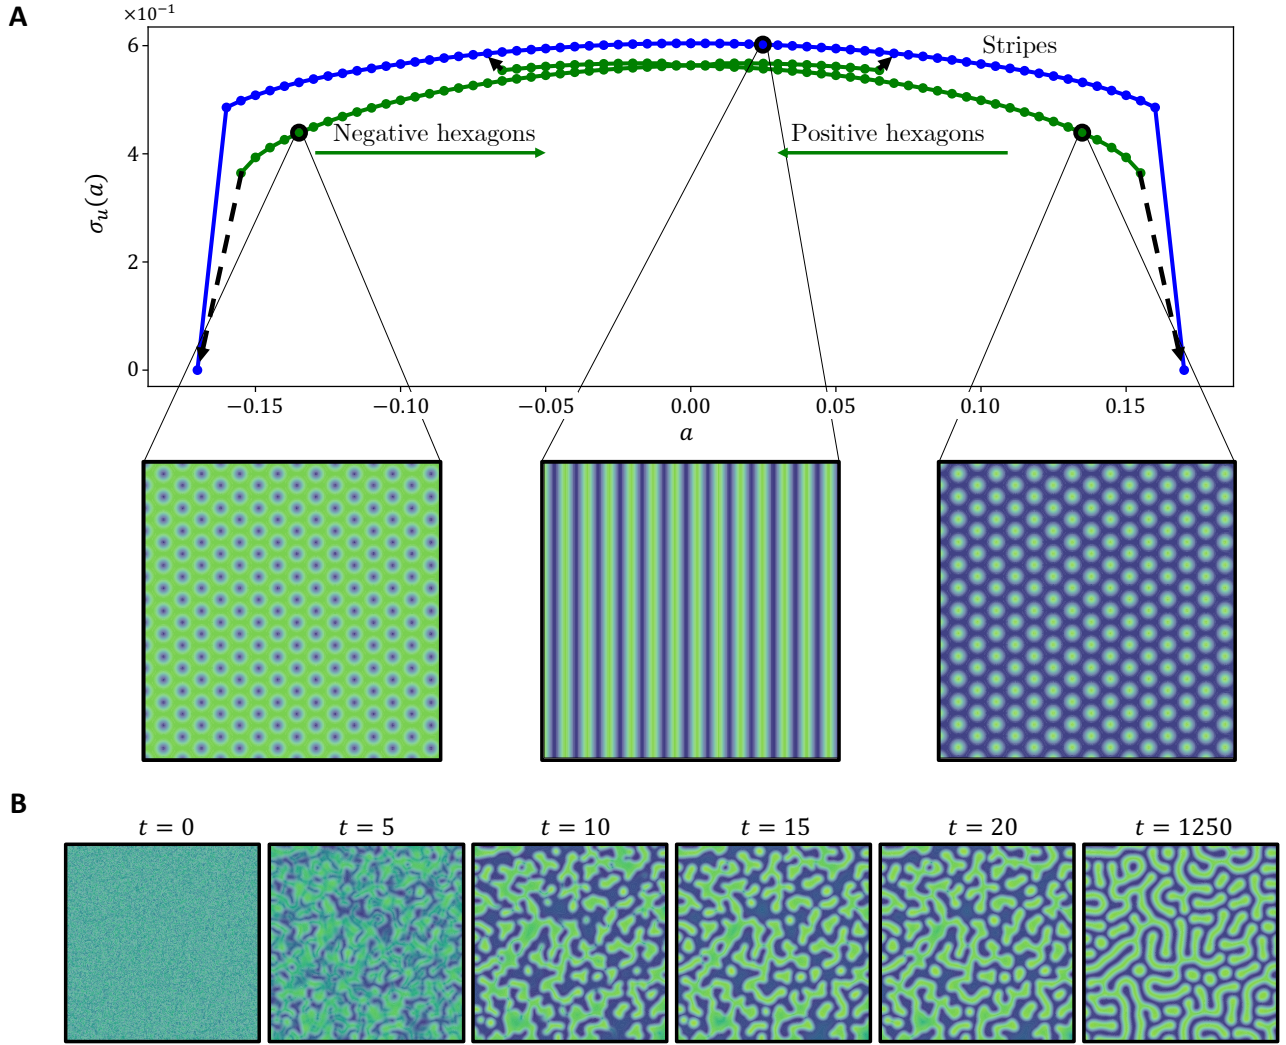 A
×10⁻¹
6
4
2
0
σᵤ(a)
Stripes
Negative hexagons
Positive hexagons
−0.15
−0.10
−0.05
0.00
0.05
0.10
0.15
a
B
t = 0
t = 5
t = 10
t = 15
t = 20
t = 1250